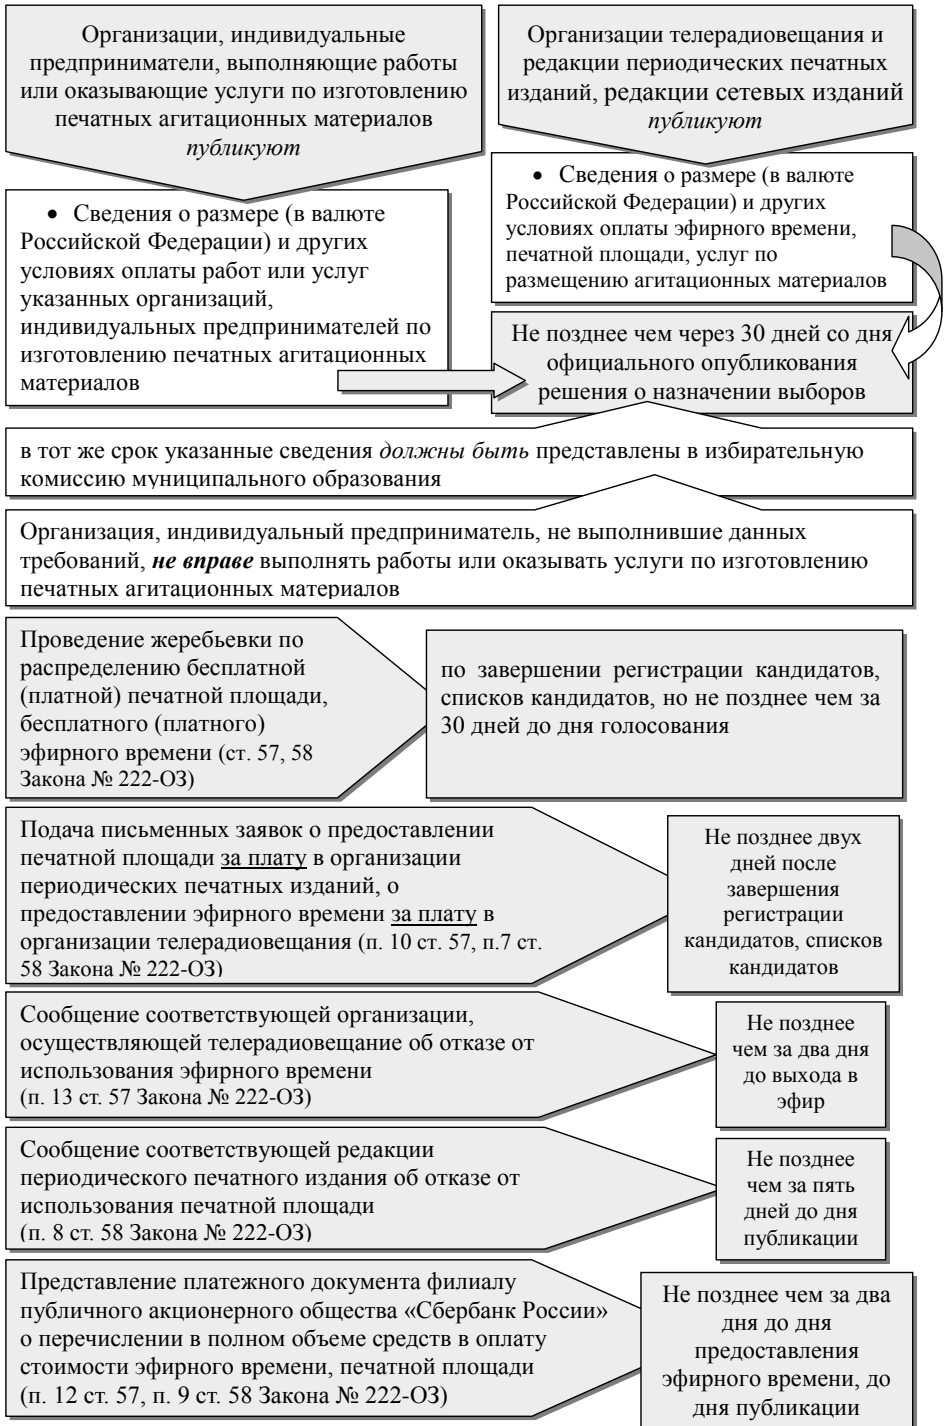 Организации, индивидуальные
предприниматели, выполняющие работы
или оказывающие услуги по изготовлению
печатных агитационных материалов
публикуют
Организации телерадиовещания и
редакции периодических печатных
изданий, редакции сетевых изданий
публикуют
• Сведения о размере (в валюте
Российской Федерации) и других
условиях оплаты работ или услуг
указанных организаций,
индивидуальных предпринимателей по
изготовлению печатных агитационных
материалов
• Сведения о размере (в валюте
Российской Федерации) и других
условиях оплаты эфирного времени,
печатной площади, услуг по
размещению агитационных материалов
Не позднее чем через 30 дней со дня
официального опубликования
решения о назначении выборов
в тот же срок указанные сведения должны быть представлены в избирательную
комиссию муниципального образования
Организация, индивидуальный предприниматель, не выполнившие данных
требований, не вправе выполнять работы или оказывать услуги по изготовлению
печатных агитационных материалов
Проведение жеребьевки по
распределению бесплатной
(платной) печатной площади,
бесплатного (платного)
эфирного времени (ст. 57, 58
Закона № 222-ОЗ)
по завершении регистрации кандидатов,
списков кандидатов, но не позднее чем за
30 дней до дня голосования
Подача письменных заявок о предоставлении
печатной площади за плату в организации
периодических печатных изданий, о
предоставлении эфирного времени за плату в
организации телерадиовещания (п. 10 ст. 57, п.7 ст.
58 Закона № 222-ОЗ)
Не позднее двух
дней после
завершения
регистрации
кандидатов, списков
кандидатов
Сообщение соответствующей организации,
осуществляющей телерадиовещание об отказе от
использования эфирного времени
(п. 13 ст. 57 Закона № 222-ОЗ)
Не позднее
чем за два дня
до выхода в
эфир
Сообщение соответствующей редакции
периодического печатного издания об отказе от
использования печатной площади
(п. 8 ст. 58 Закона № 222-ОЗ)
Не позднее
чем за пять
дней до дня
публикации
Представление платежного документа филиалу
публичного акционерного общества «Сбербанк России»
о перечислении в полном объеме средств в оплату
стоимости эфирного времени, печатной площади
(п. 12 ст. 57, п. 9 ст. 58 Закона № 222-ОЗ)
Не позднее чем за два
дня до дня
предоставления
эфирного времени, до
дня публикации